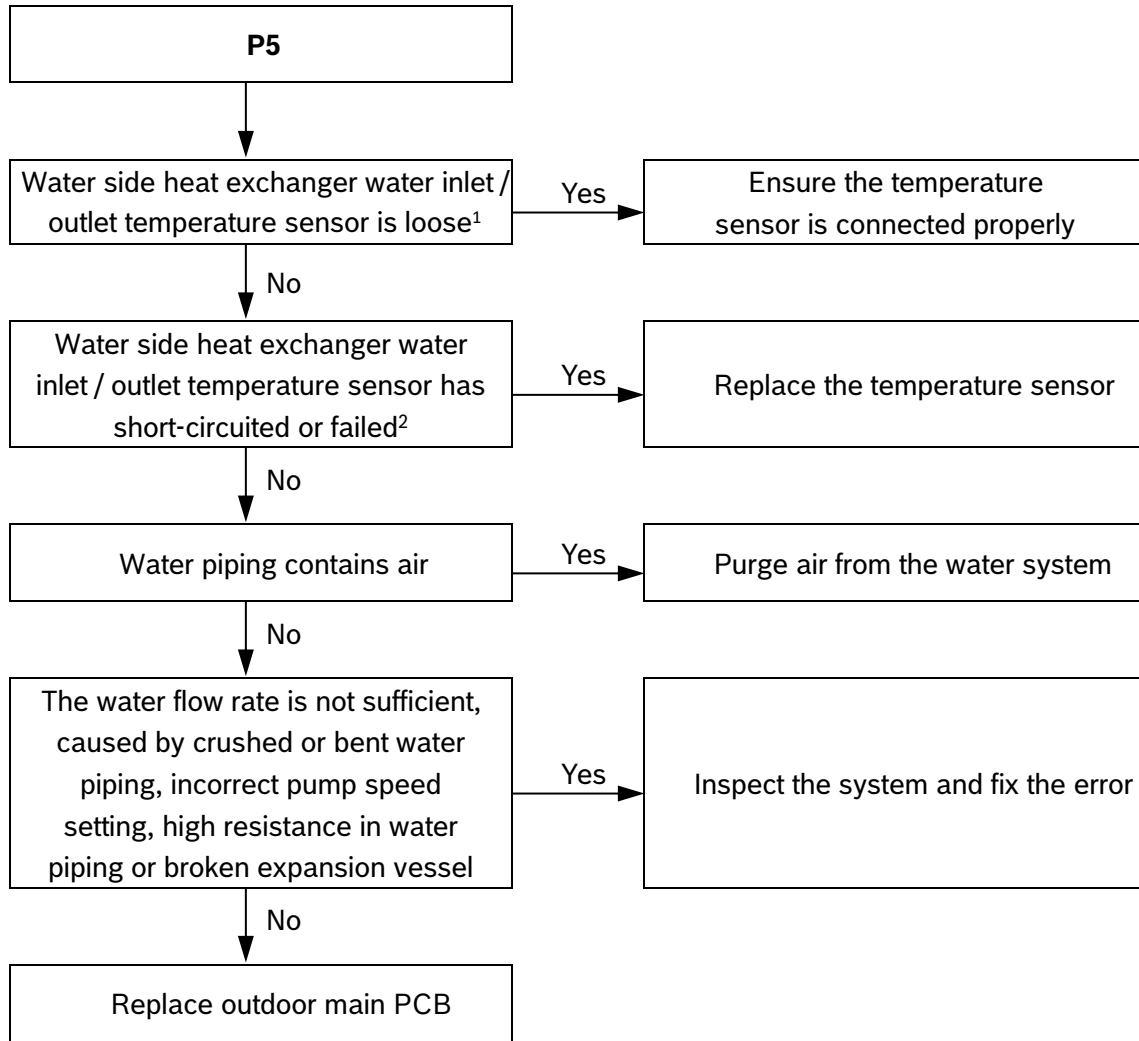 P5
Water side heat exchanger water inlet /
outlet temperature sensor is loose¹
Yes
Ensure the temperature
sensor is connected properly
No
Water side heat exchanger water
inlet / outlet temperature sensor has
short-circuited or failed²
Yes
Replace the temperature sensor
No
Water piping contains air
Yes
Purge air from the water system
No
The water flow rate is not sufficient,
caused by crushed or bent water
piping, incorrect pump speed
setting, high resistance in water
piping or broken expansion vessel
Yes
Inspect the system and fix the error
No
Replace outdoor main PCB